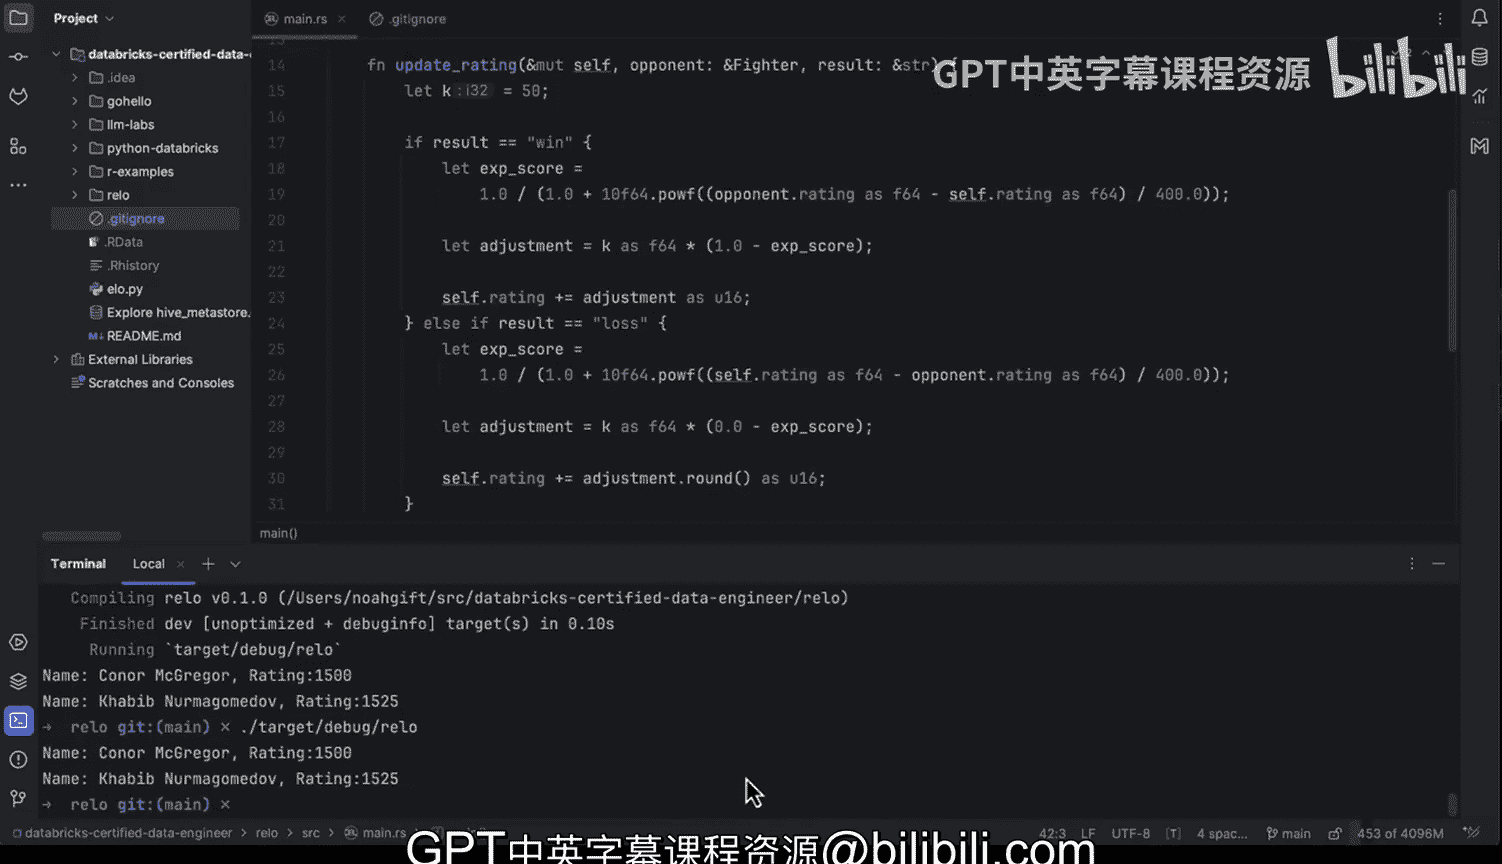 Project
main.rs
.gitignore
databricks-certified-data-
.idea
gohello
llm-labs
python-databricks
r-examples
relo
.gitignore
.RData
.Rhistory
elo.py
Explore hive_metastore.
README.md
External Libraries
Scratches and Consoles
14 fn update_rating(&mut self, opponent: &Fighter, result: &str) {
15 let k : i32 = 50;
16
17 if result == "win" {
18 let exp_score =
19 1.0 / (1.0 + 10f64.powf((opponent.rating as f64 - self.rating as f64) / 400.0));
20
21 let adjustment = k as f64 * (1.0 - exp_score);
22
23 self.rating += adjustment as u16;
24 } else if result == "loss" {
25 let exp_score =
26 1.0 / (1.0 + 10f64.powf((self.rating as f64 - opponent.rating as f64) / 400.0));
27
28 let adjustment = k as f64 * (0.0 - exp_score);
29
30 self.rating += adjustment.round() as u16;
31 }
main()
GPT中英字幕课程资源 bilibili
Terminal Local
Compiling relo v0.1.0 (/Users/noahgift/src/databricks-certified-data-engineer/relo)
Finished dev [unoptimized + debuginfo] target(s) in 0.10s
Running `target/debug/relo`
Name: Conor McGregor, Rating:1500
Name: Khabib Nurmagomedov, Rating:1525
→ relo git:(main) × ./target/debug/relo
Name: Conor McGregor, Rating:1500
Name: Khabib Nurmagomedov, Rating:1525
→ relo git:(main) ×
databricks-certified-data-engineer > relo > src > main.rs
42:3 LF UTF-8 4 spac... main 453 of 4096M
GPT中英字幕课程资源@bilibili.com